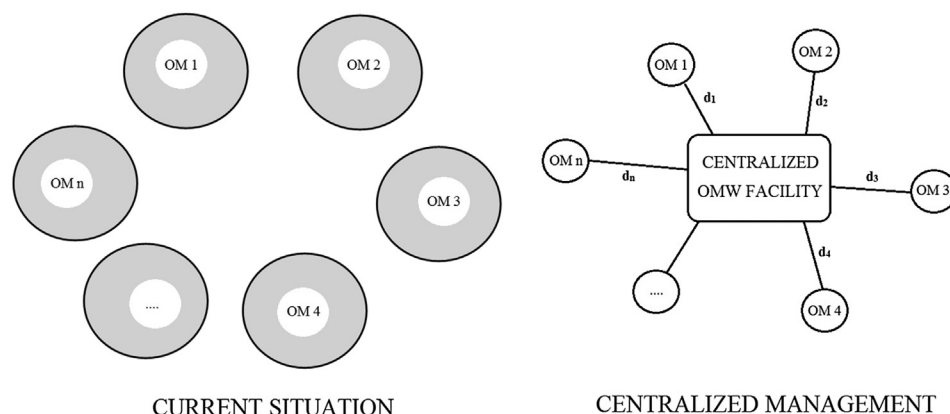 OM 1
OM 2
OM n
OM 3
....
OM 4
CURRENT SITUATION
OM 1
OM 2
d1
d2
OM n
dn
CENTRALIZED
OMW FACILITY
d3
OM 3
d4
....
OM 4
CENTRALIZED MANAGEMENT